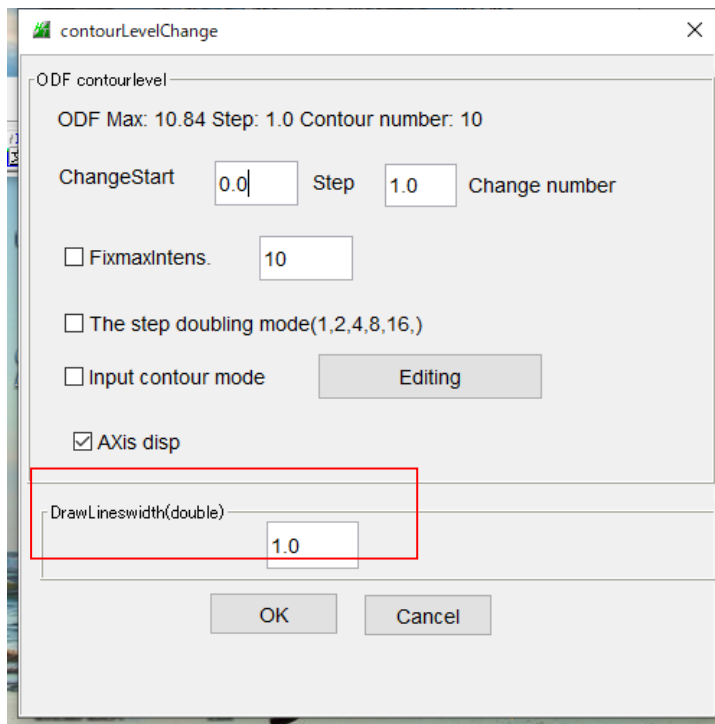 contourLevelChange
ODF contourlevel
ODF Max: 10.84 Step: 1.0 Contour number: 10
ChangeStart 0.0 Step 1.0 Change number
FixmaxIntens. 10
The step doubling mode(1,2,4,8,16,)
Input contour mode Editing
AXis disp
DrawLineswidth(double)
1.0
OK Cancel